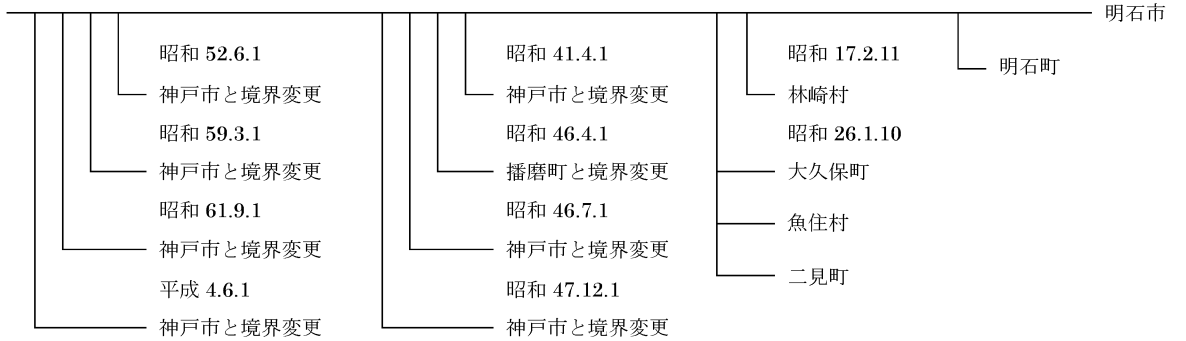 明石市
明石町
昭和 17.2.11
林崎村
昭和 26.1.10
大久保町
魚住村
二見町
昭和 41.4.1
神戸市と境界変更
昭和 46.4.1
播磨町と境界変更
昭和 46.7.1
神戸市と境界変更
昭和 47.12.1
神戸市と境界変更
昭和 52.6.1
神戸市と境界変更
昭和 59.3.1
神戸市と境界変更
昭和 61.9.1
神戸市と境界変更
平成 4.6.1
神戸市と境界変更